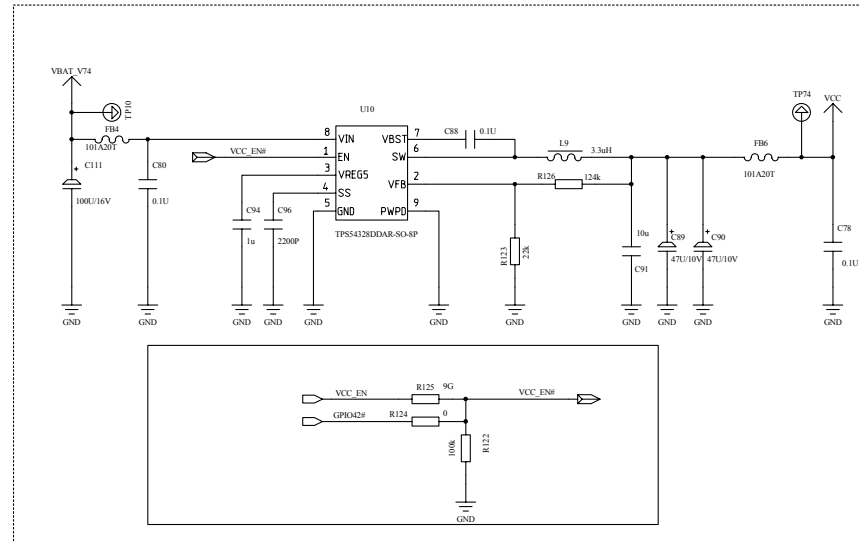 VBAT_V74
TP10
FB4
101A20T
C111
100U/16V
C80
0.1U
GND
GND
VCC_EN#
U10
8 VIN
1 EN
3 VREG5
4 SS
5 GND
VBST 7
SW 6
VFB 2
PWPD 9
TPS54328DDAR-SO-8P
C94
1u
C96
2200P
GND
GND
GND
GND
C88 0.1U
L9
3.3uH
R126 124k
R123
22k
GND
10u
C91
GND
C89
47U/10V
GND
C90
47U/10V
GND
FB6
101A20T
TP74
VCC
C78
0.1U
GND
VCC_EN R125 9G VCC_EN#
GPIO42# R124 0
100k
R122
GND